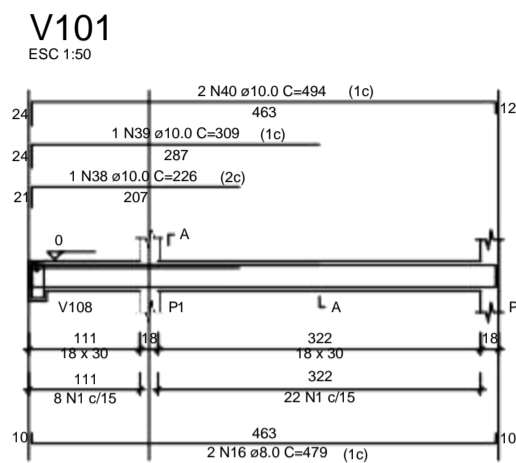 V101
ESC 1:50
2 N40 ø10.0 C=494 (1c)
24 463 12
1 N39 ø10.0 C=309 (1c)
24 287
1 N38 ø10.0 C=226 (2c)
21 207
0 A
V108 P1 A P
111 18 322 18
18 x 30 18 x 30
111 322
8 N1 c/15 22 N1 c/15
10 463 10
2 N16 ø8.0 C=479 (1c)